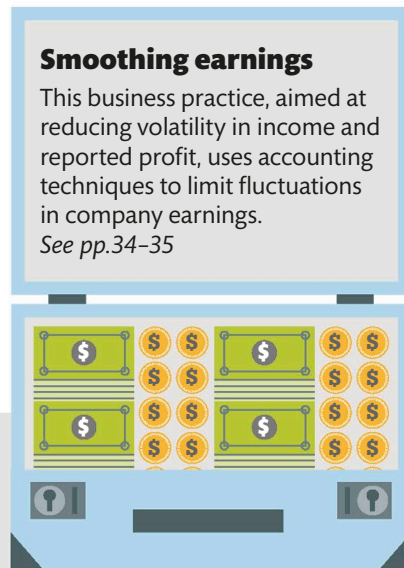 Smoothing earnings
This business practice, aimed at
reducing volatility in income and
reported profit, uses accounting
techniques to limit fluctuations
in company earnings.
See pp.34–35
$ $ $ $ $ $
$ $ $ $
$ $ $ $ $ $
$ $ $ $